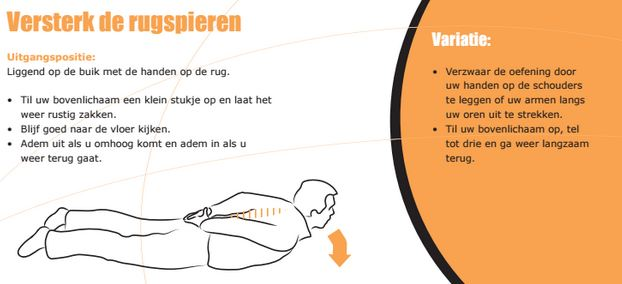 Versterk de rugspieren
Uitgangspositie:
Liggend op de buik met de handen op de rug.
• Til uw bovenlichaam een klein stukje op en laat het
weer rustig zakken.
• Blijf goed naar de vloer kijken.
• Adem uit als u omhoog komt en adem in als u
weer terug gaat.
Variatie:
• Verzwaar de oefening door
uw handen op de schouders
te leggen of uw armen langs
uw oren uit te strekken.
• Til uw bovenlichaam op, tel
tot drie en ga weer langzaam
terug.